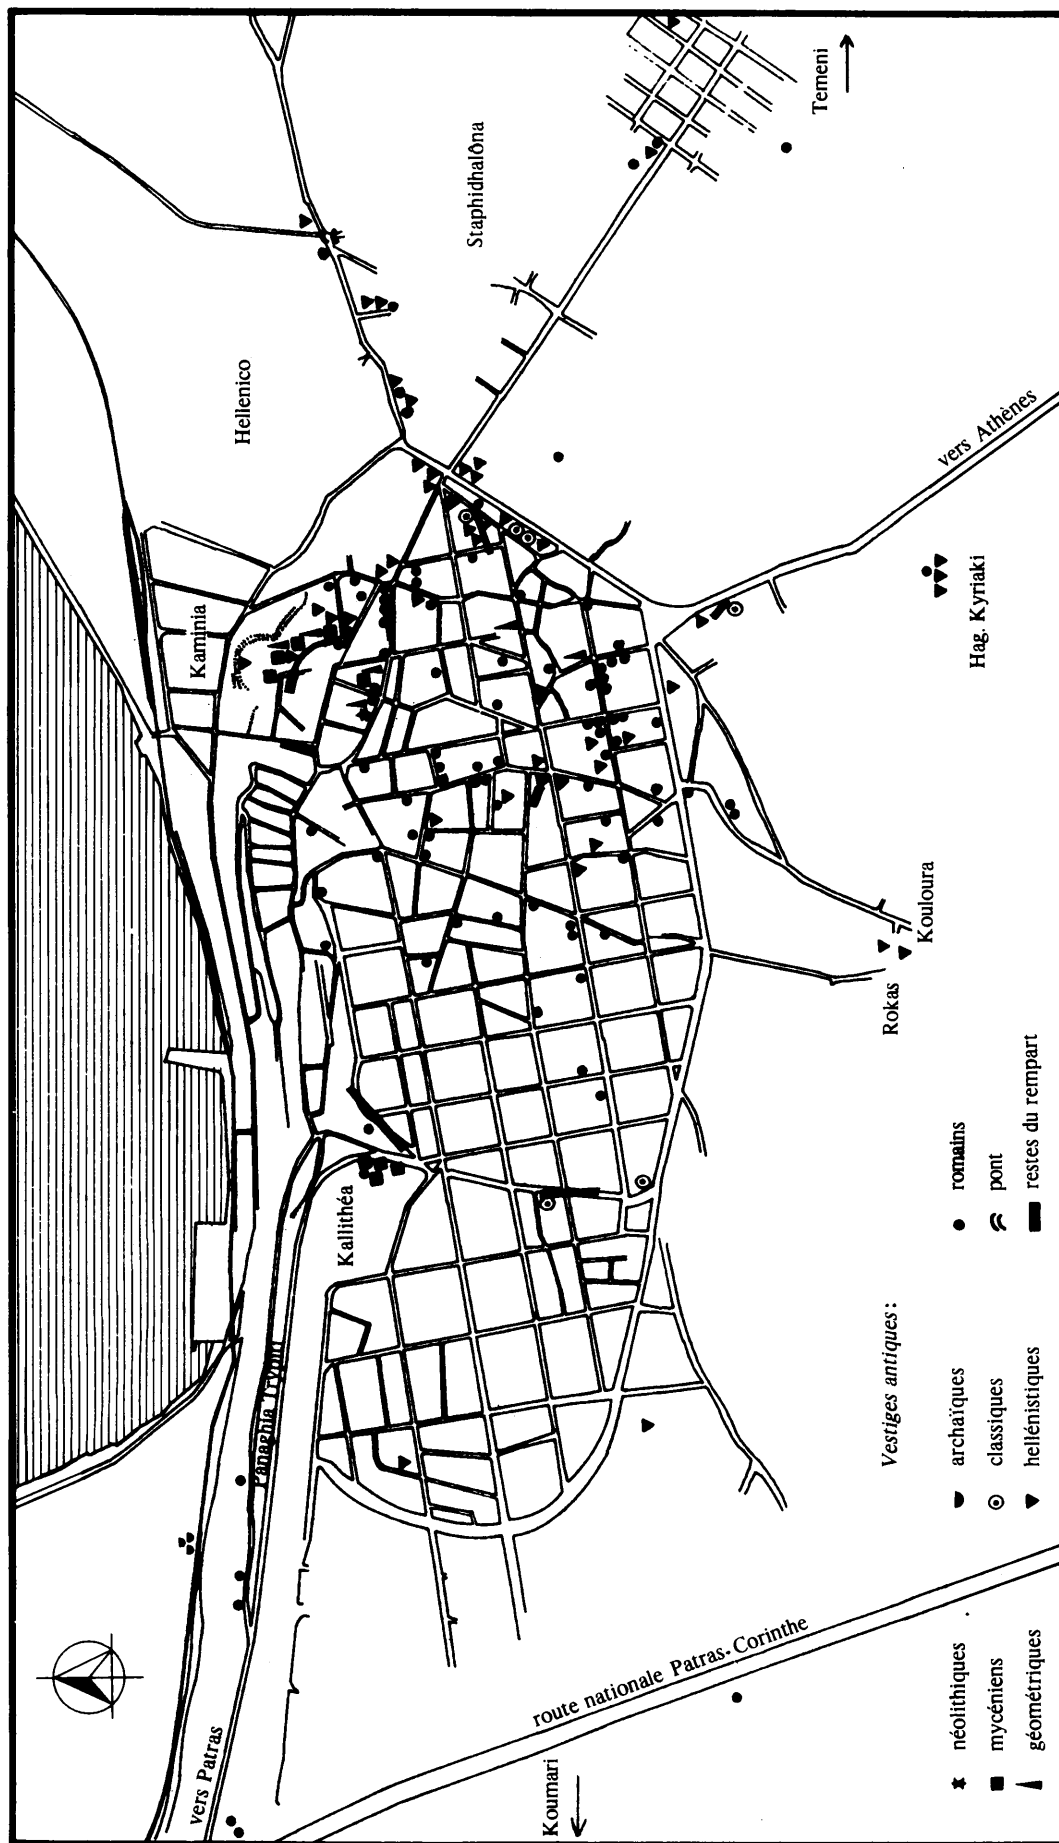 Temeni
Staphidhalôna
Hellenico
vers Athènes
Kaminia
Hag. Kyriaki
Kouloura
Rokas
Kallithéa
Panaghia Trypiti
vers Patras
route nationale Patras-Corinthe
Koumari
Vestiges antiques :
néolithiques
mycéniens
géométriques
archaïques
classiques
hellénistiques
romains
pont
restes du rempart